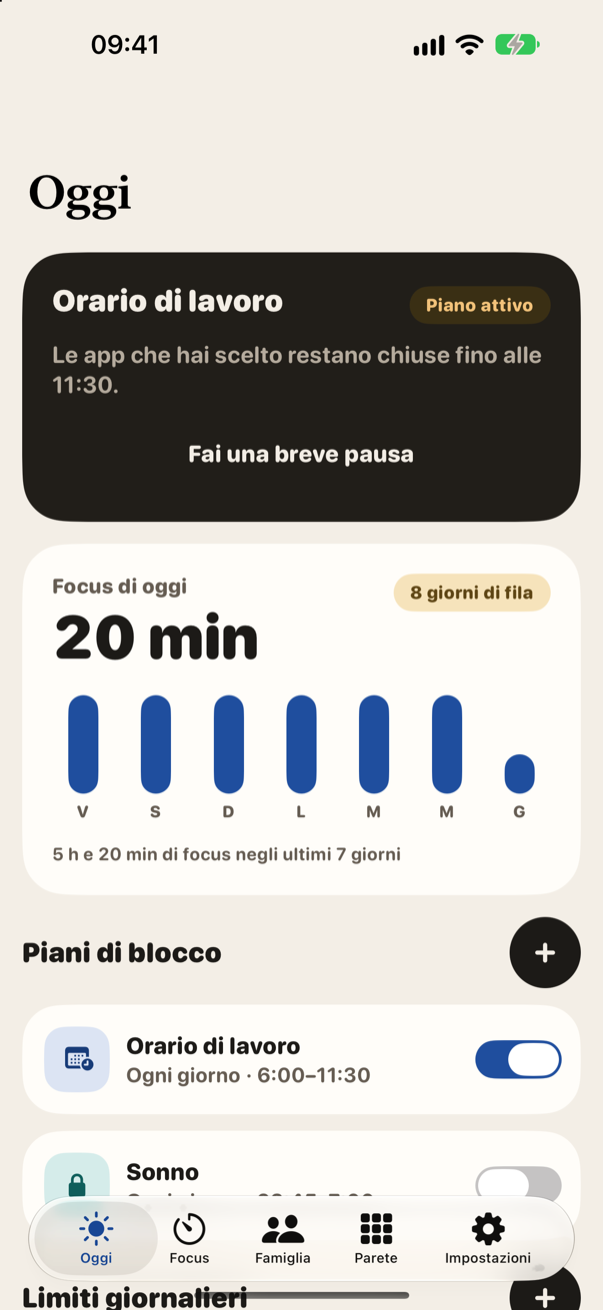 09:41
Oggi
Orario di lavoro
Piano attivo
Le app che hai scelto restano chiuse fino alle
11:30.
Fai una breve pausa
Focus di oggi
8 giorni di fila
20 min
V S D L M M G
5 h e 20 min di focus negli ultimi 7 giorni
Piani di blocco
+
Orario di lavoro
Ogni giorno · 6:00–11:30
Sonno
Oggi Focus Famiglia Parete Impostazioni
Limiti giornalieri
+